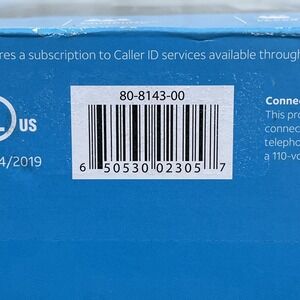 res a subscription to Caller ID services available through
80-8143-00
UL US
Connec
This pro
connec
telepho
a 110-vo
4/2019
6 50530 02305 7